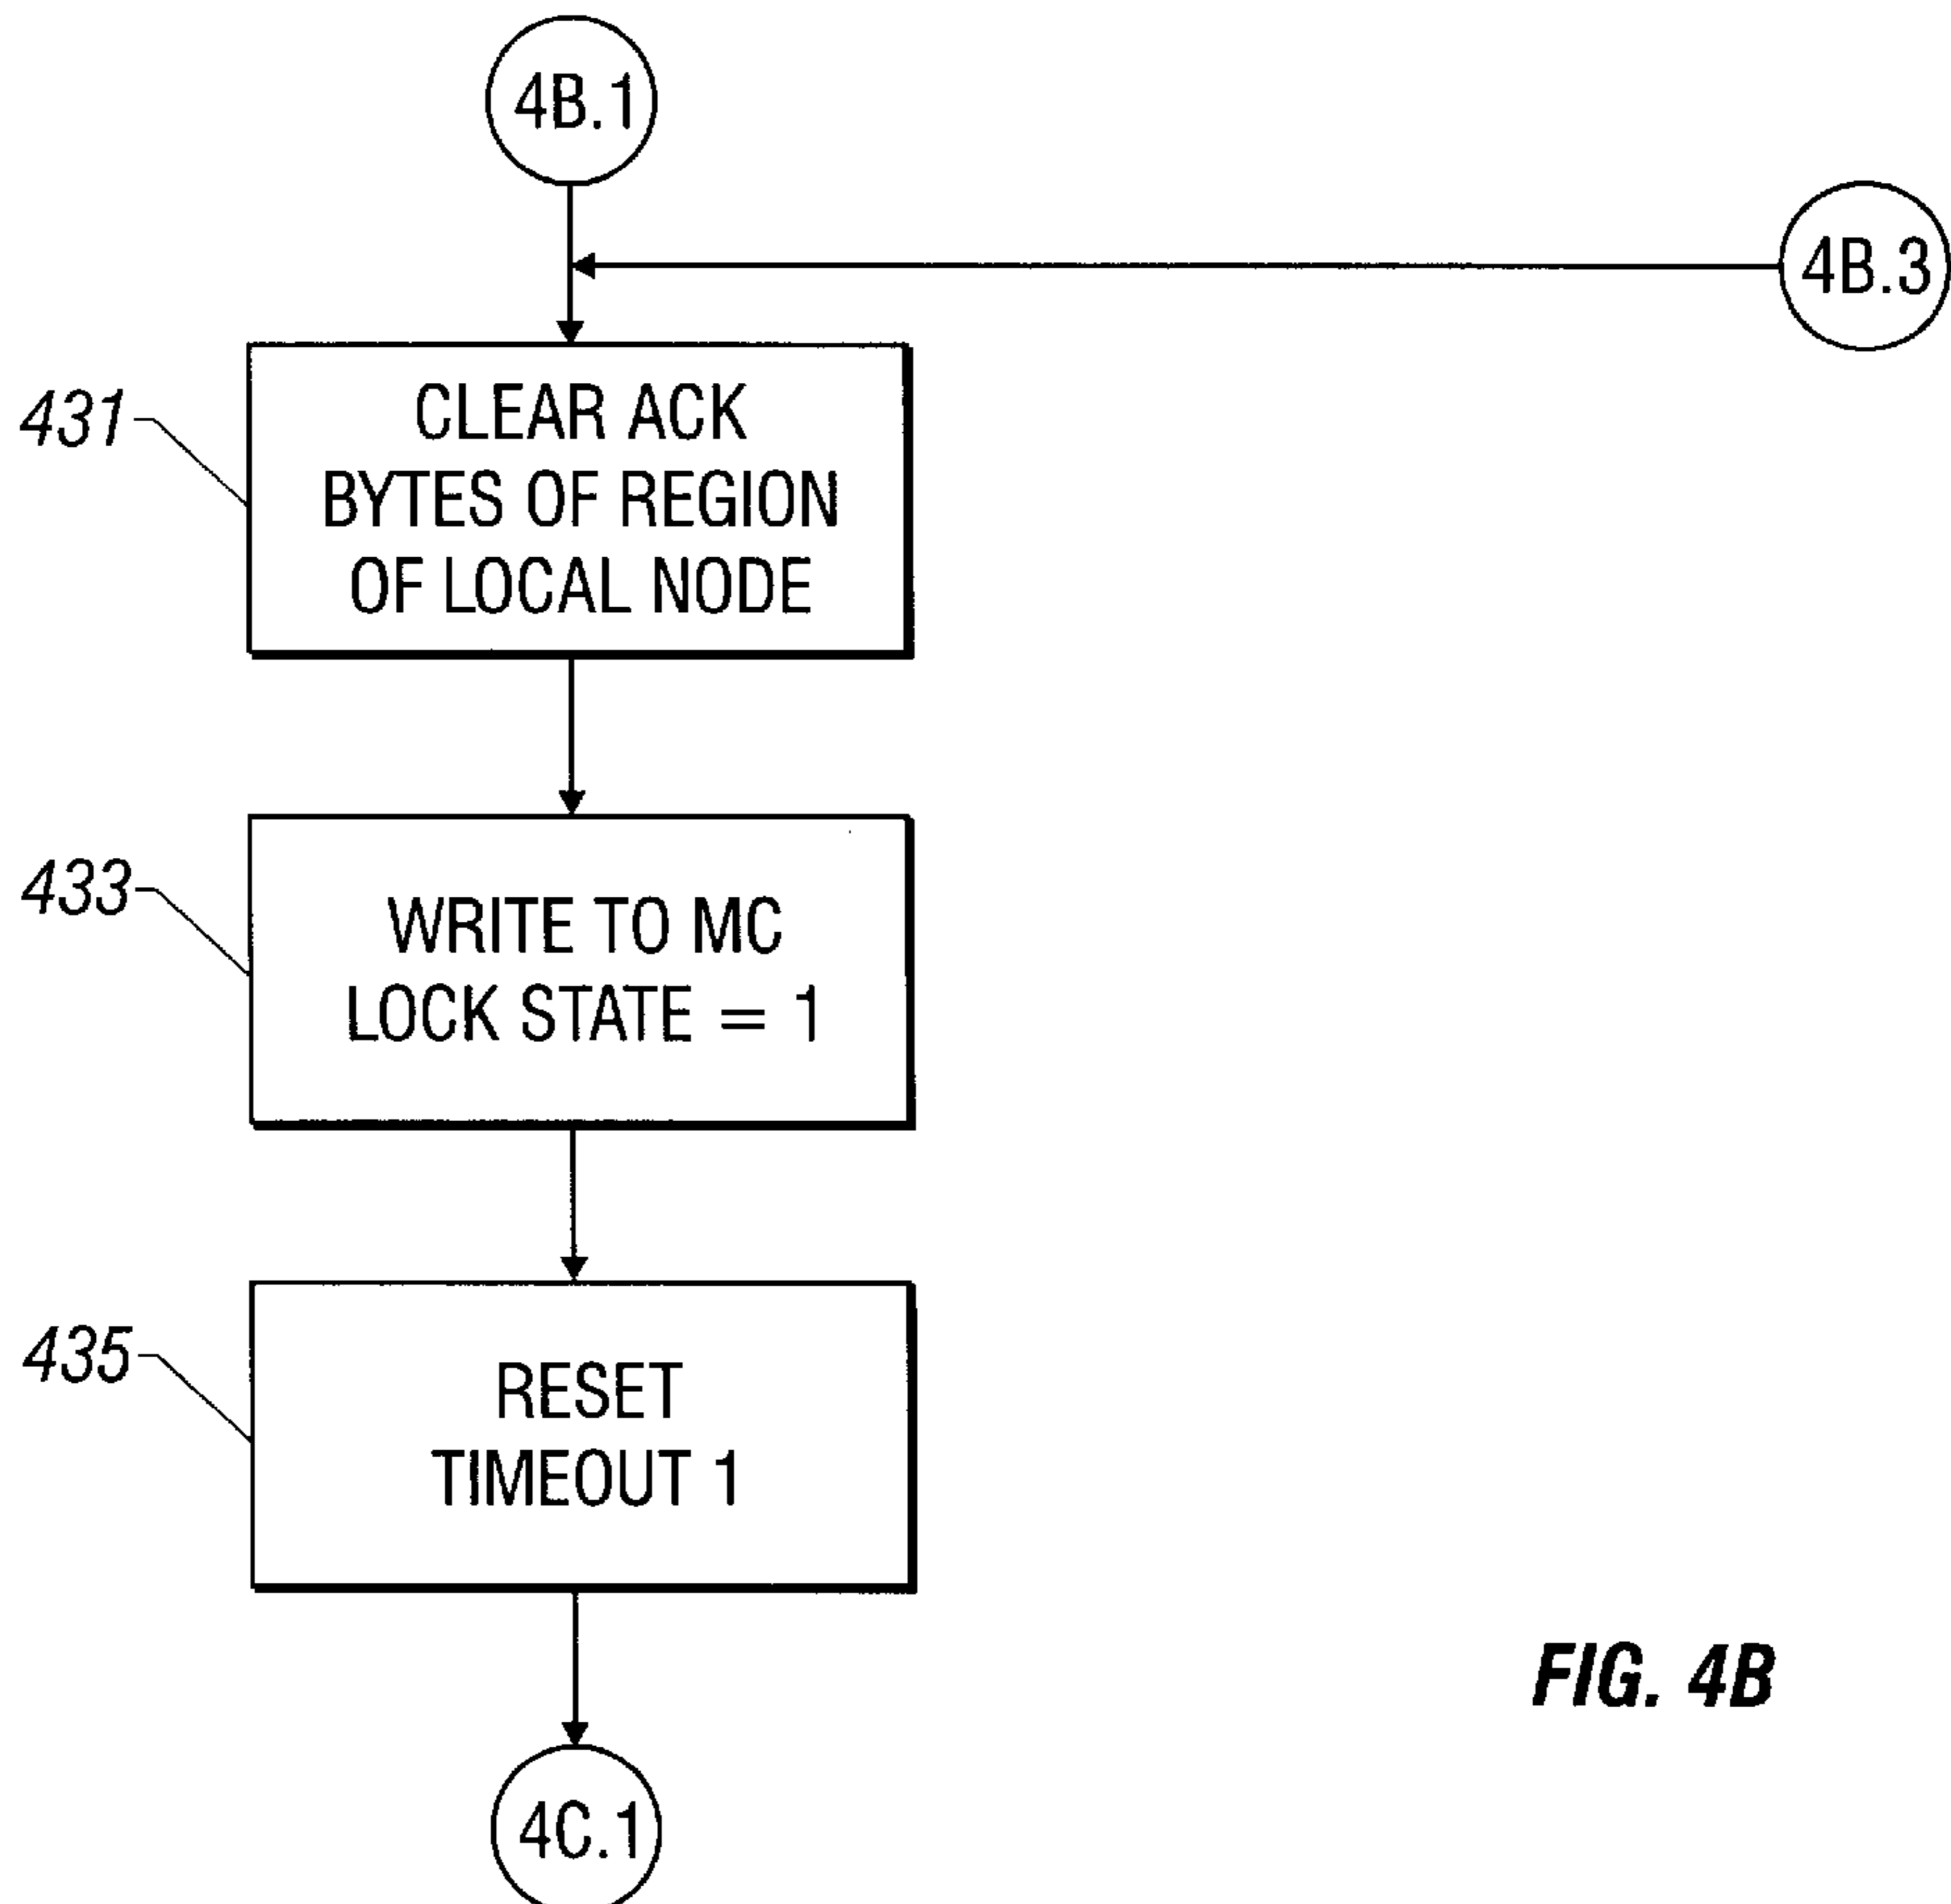 4B.1
4B.3
431
CLEAR ACK
BYTES OF REGION
OF LOCAL NODE
433
WRITE TO MC
LOCK STATE = 1
435
RESET
TIMEOUT 1
FIG. 4B
4C.1